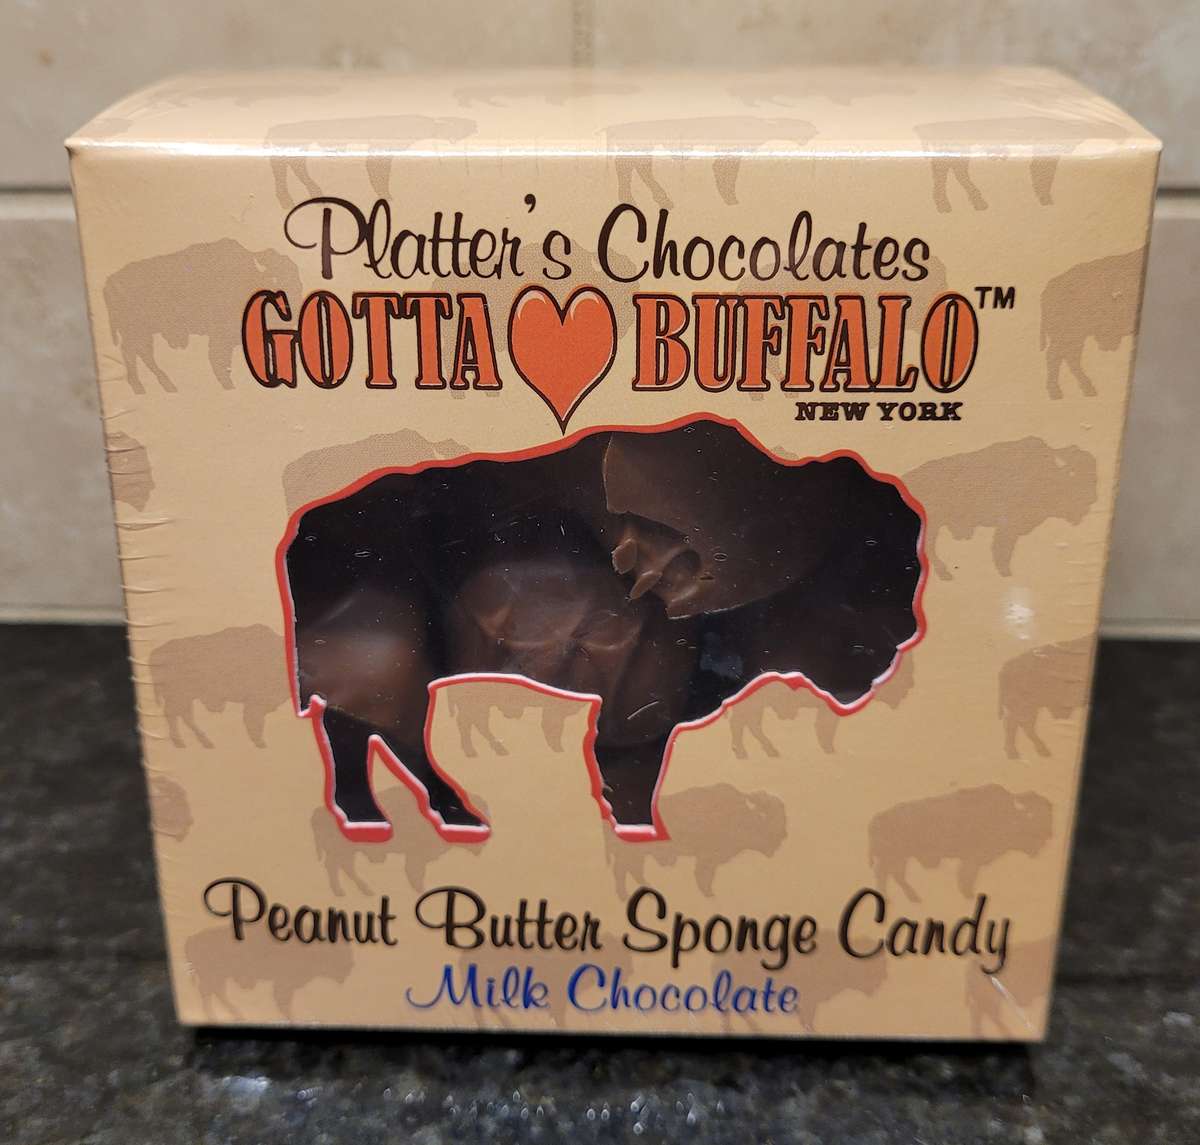 Platter's Chocolates
GOTTA BUFFALO™
NEW YORK
Peanut Butter Sponge Candy
Milk Chocolate